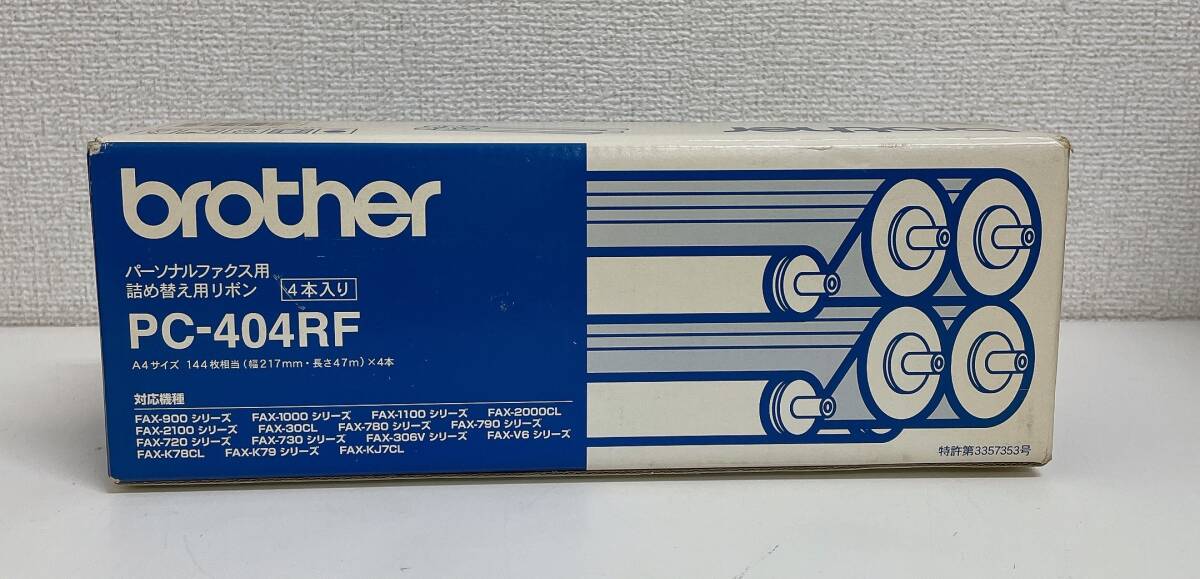 brother
パーソナルファクス用
詰め替え用リボン 4本入り
PC-404RF
A4サイズ 144枚相当(幅217mm・長さ47m)×4本
対応機種
FAX-900 シリーズ FAX-1000 シリーズ FAX-1100 シリーズ FAX-2000CL
FAX-2100 シリーズ FAX-30CL FAX-780 シリーズ FAX-790 シリーズ
FAX-720 シリーズ FAX-730 シリーズ FAX-306V シリーズ FAX-V6 シリーズ
FAX-K78CL FAX-K79 シリーズ FAX-KJ7CL
特許第3357353号
brother